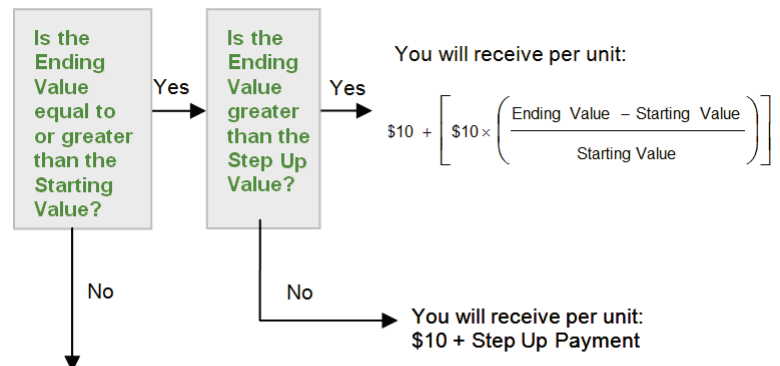 Is the
Ending
Value
equal to
or greater
than the
Starting
Value?
Yes
Is the
Ending
Value
greater
than the
Step Up
Value?
Yes
You will receive per unit:
$10 + [ $10 × ( Ending Value – Starting Value
Starting Value ) ]
No
No
You will receive per unit:
$10 + Step Up Payment